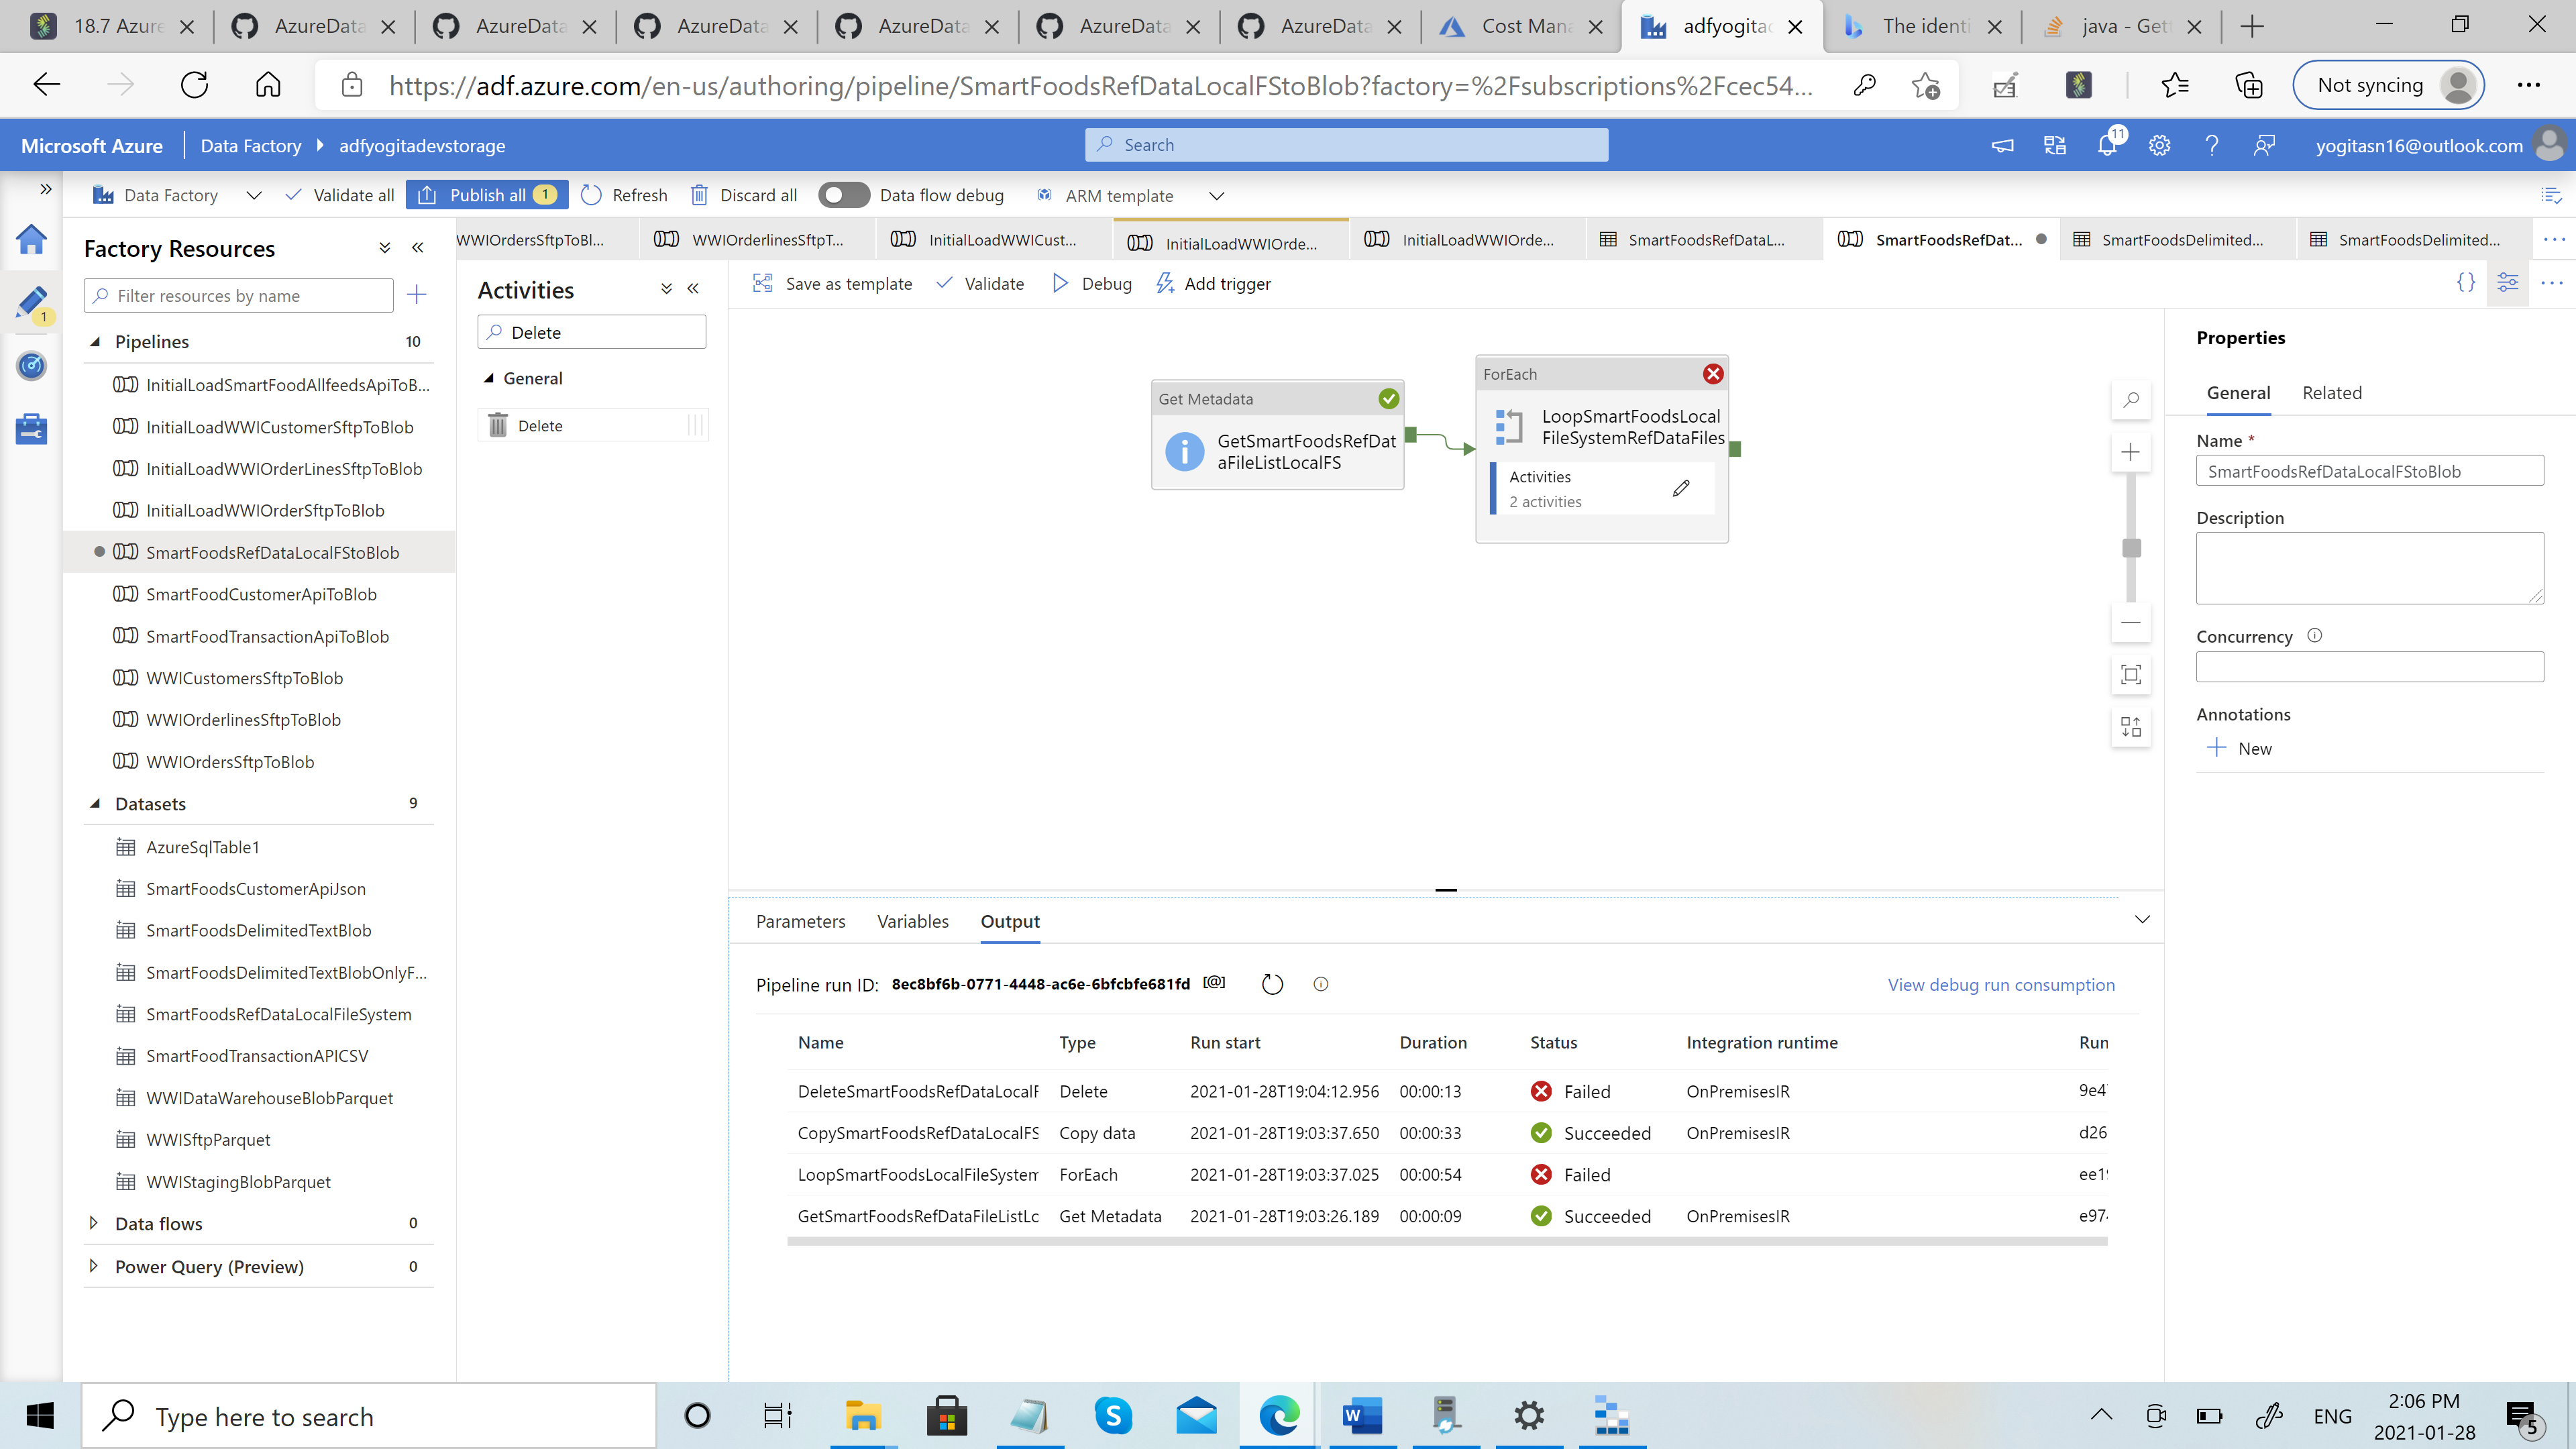 18.7 Azure
AzureData
AzureData
AzureData
AzureData
AzureData
AzureData
Cost Mana
adfyogitad
The identi
java - Gett
https://adf.azure.com/en-us/authoring/pipeline/SmartFoodsRefDataLocalFStoBlob?factory=%2Fsubscriptions%2Fcec54...
Not syncing
Microsoft Azure
Data Factory
adfyogitadevstorage
Search
11
yogitasn16@outlook.com
Data Factory
Validate all
Publish all 1
Refresh
Discard all
Data flow debug
ARM template
1
Factory Resources
Filter resources by name
Pipelines 10
InitialLoadSmartFoodAllfeedsApiToB...
InitialLoadWWICustomerSftpToBlob
InitialLoadWWIOrderLinesSftpToBlob
InitialLoadWWIOrderSftpToBlob
SmartFoodsRefDataLocalFStoBlob
SmartFoodCustomerApiToBlob
SmartFoodTransactionApiToBlob
WWICustomersSftpToBlob
WWIOrderlinesSftpToBlob
WWIOrdersSftpToBlob
Datasets 9
AzureSqlTable1
SmartFoodsCustomerApiJson
SmartFoodsDelimitedTextBlob
SmartFoodsDelimitedTextBlobOnlyF...
SmartFoodsRefDataLocalFileSystem
SmartFoodTransactionAPICSV
WWIDataWarehouseBlobParquet
WWISftpParquet
WWIStagingBlobParquet
Data flows 0
Power Query (Preview) 0
WWIOrdersSftpToBl...
WWIOrderlinesSftpT...
InitialLoadWWICust...
InitialLoadWWIOrde...
InitialLoadWWIOrde...
SmartFoodsRefDataL...
SmartFoodsRefDat...
SmartFoodsDelimited...
SmartFoodsDelimited...
Activities
Delete
General
Delete
Save as template
Validate
Debug
Add trigger
Get Metadata
GetSmartFoodsRefDat
aFileListLocalFS
ForEach
LoopSmartFoodsLocal
FileSystemRefDataFiles
Activities
2 activities
Parameters
Variables
Output
Pipeline run ID: 8ec8bf6b-0771-4448-ac6e-6bfcbfe681fd [@]
View debug run consumption
Name Type Run start Duration Status Integration runtime Run
DeleteSmartFoodsRefDataLocalF Delete 2021-01-28T19:04:12.956 00:00:13 Failed OnPremisesIR 9e4
CopySmartFoodsRefDataLocalFS Copy data 2021-01-28T19:03:37.650 00:00:33 Succeeded OnPremisesIR d26
LoopSmartFoodsLocalFileSystem ForEach 2021-01-28T19:03:37.025 00:00:54 Failed ee19
GetSmartFoodsRefDataFileListLo Get Metadata 2021-01-28T19:03:26.189 00:00:09 Succeeded OnPremisesIR e97
Properties
General
Related
Name *
SmartFoodsRefDataLocalFStoBlob
Description
Concurrency
Annotations
New
Type here to search
ENG
2:06 PM
2021-01-28
5